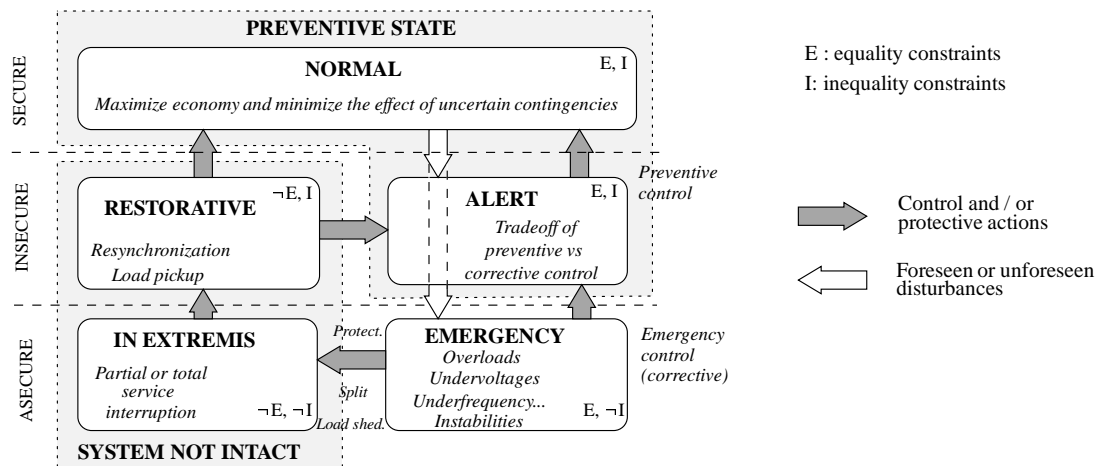 PREVENTIVE STATE
NORMAL
E, I
Maximize economy and minimize the effect of uncertain contingencies
SECURE
E : equality constraints
I: inequality constraints
RESTORATIVE
¬E, I
Resynchronization
Load pickup
INSECURE
ALERT
E, I
Tradeoff of
preventive vs
corrective control
Preventive
control
Control and / or
protective actions
Foreseen or unforeseen
disturbances
IN EXTREMIS
Partial or total
service
interruption
¬E, ¬I
ASECURE
Protect.
Split
Load shed.
EMERGENCY
Overloads
Undervoltages
Underfrequency...
Instabilities
E, ¬I
Emergency
control
(corrective)
SYSTEM NOT INTACT